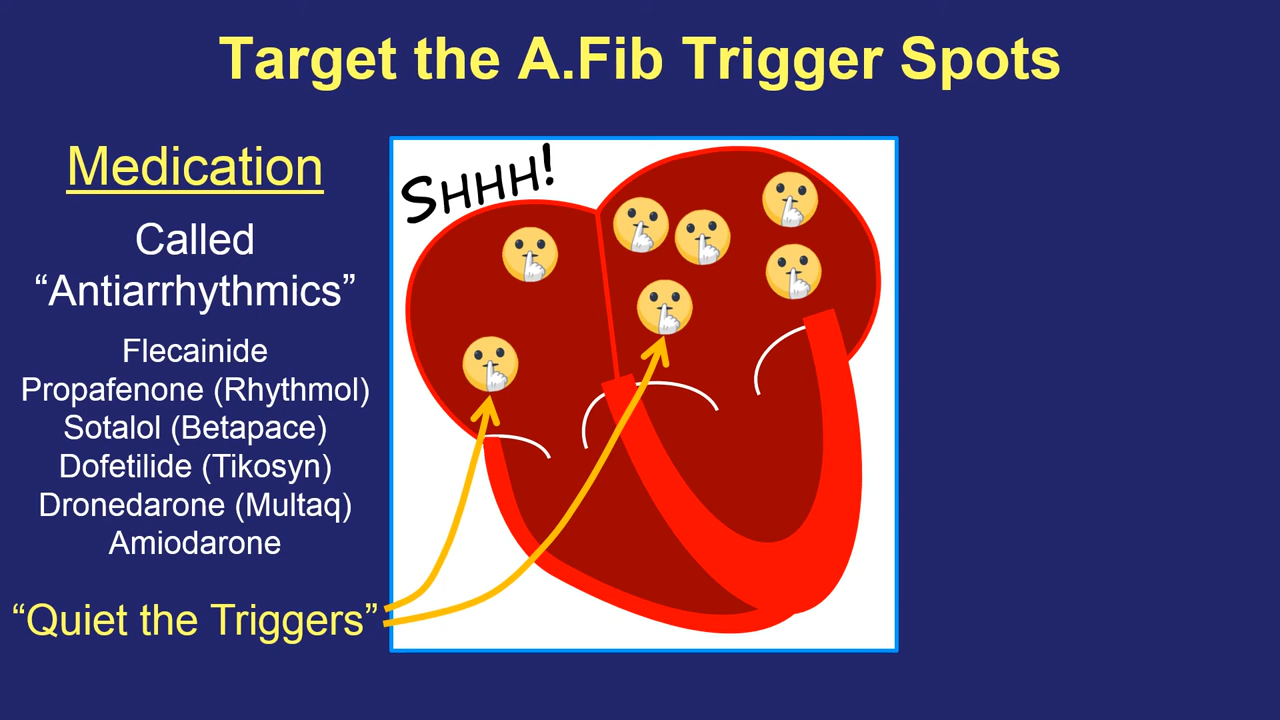 Target the A.Fib Trigger Spots
Medication
Called
“Antiarrhythmics”
Flecainide
Propafenone (Rhythmol)
Sotalol (Betapace)
Dofetilide (Tikosyn)
Dronedarone (Multaq)
Amiodarone
“Quiet the Triggers”
SHHH!